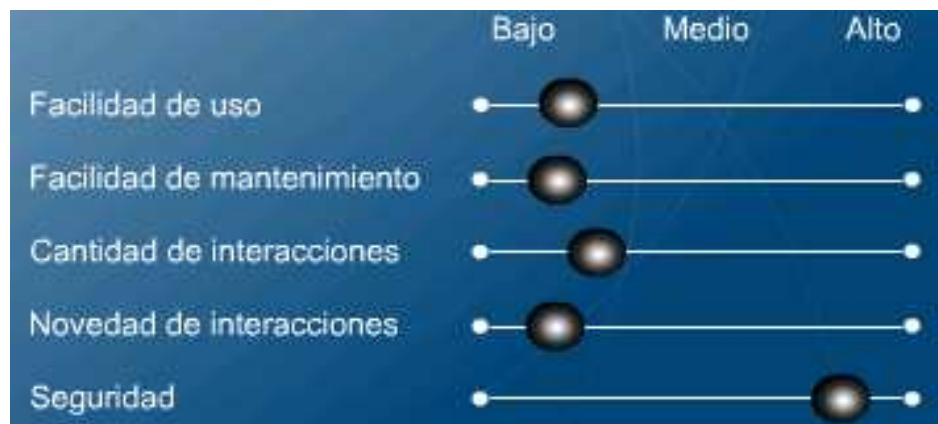 Bajo Medio Alto
Facilidad de uso
Facilidad de mantenimiento
Cantidad de interacciones
Novedad de interacciones
Seguridad